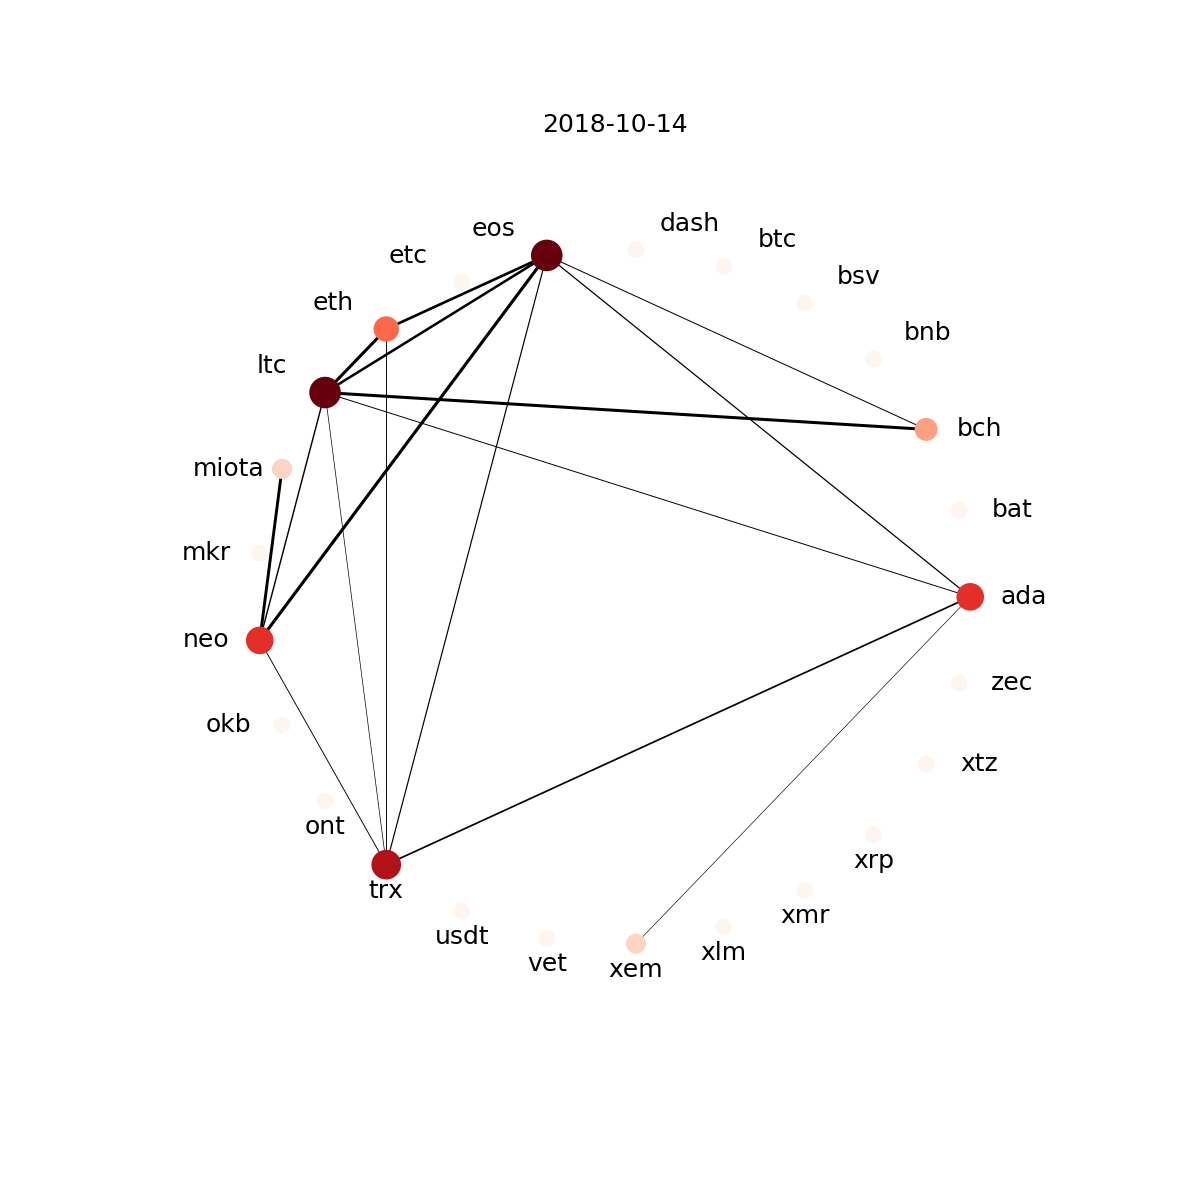 2018-10-14
dash
eos
btc
etc
bsv
eth
bnb
ltc
bch
miota
bat
mkr
ada
neo
zec
okb
xtz
ont
xrp
trx
xmr
usdt
xlm
vet
xem